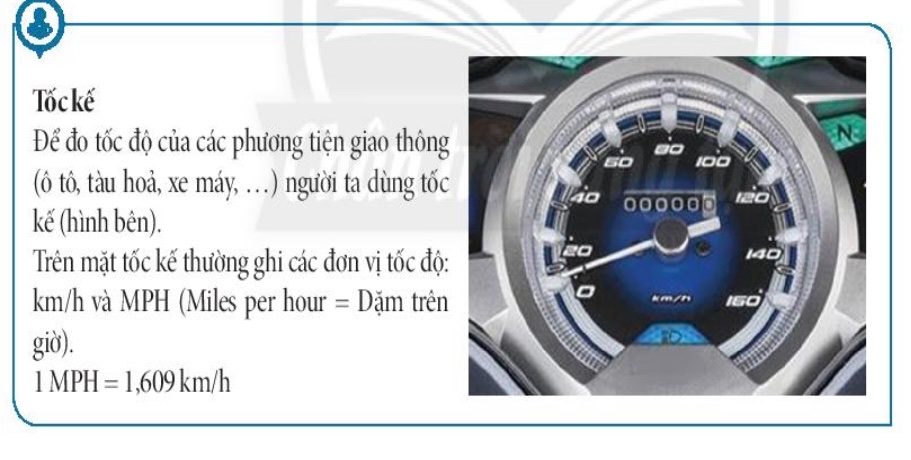 Tốc kế
Để đo tốc độ của các phương tiện giao thông
(ô tô, tàu hoả, xe máy, …) người ta dùng tốc
kế (hình bên).
Trên mặt tốc kế thường ghi các đơn vị tốc độ:
km/h và MPH (Miles per hour = Dặm trên
giờ).
1 MPH = 1,609 km/h
0
20
40
60
80
100
120
140
160
000000
km/h
N